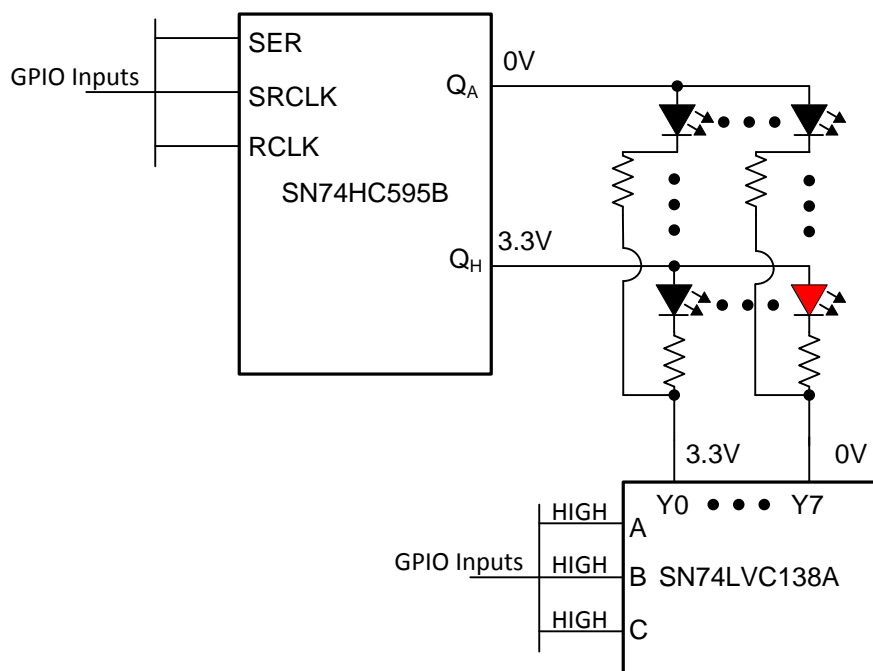 SER
0V
GPIO Inputs
QA
SRCLK
RCLK
SN74HC595B
3.3V
QH
3.3V
0V
Y0
Y7
HIGH
A
GPIO Inputs
HIGH
B
SN74LVC138A
HIGH
C